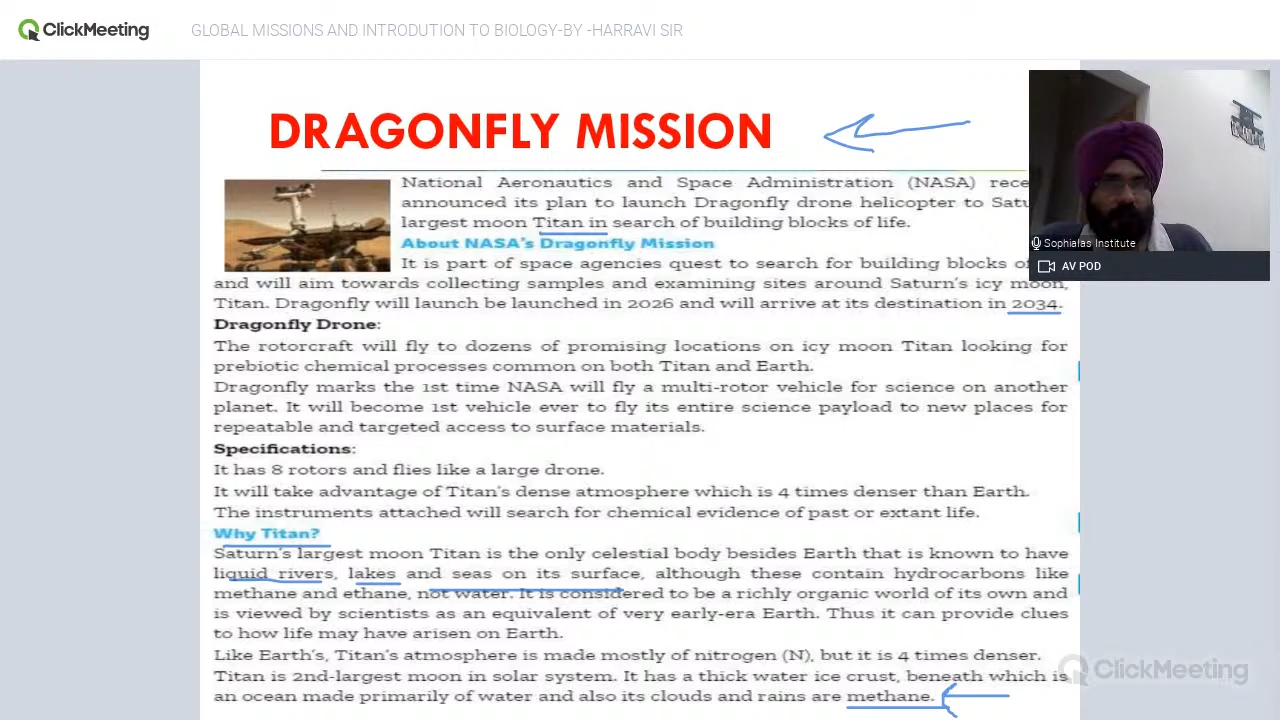 ClickMeeting
GLOBAL MISSIONS AND INTRODUTION TO BIOLOGY-BY -HARRAVI SIR
DRAGONFLY MISSION
National Aeronautics and Space Administration (NASA) rece
announced its plan to launch Dragonfly drone helicopter to Satu
largest moon Titan in search of building blocks of life.
About NASA's Dragonfly Mission
It is part of space agencies quest to search for building blocks of
and will aim towards collecting samples and examining sites around Saturn's icy moon,
Titan. Dragonfly will launch be launched in 2026 and will arrive at its destination in 2034.
Dragonfly Drone:
The rotorcraft will fly to dozens of promising locations on icy moon Titan looking for
prebiotic chemical processes common on both Titan and Earth.
Dragonfly marks the 1st time NASA will fly a multi-rotor vehicle for science on another
planet. It will become 1st vehicle ever to fly its entire science payload to new places for
repeatable and targeted access to surface materials.
Specifications:
It has 8 rotors and flies like a large drone.
It will take advantage of Titan's dense atmosphere which is 4 times denser than Earth.
The instruments attached will search for chemical evidence of past or extant life.
Why Titan?
Saturn's largest moon Titan is the only celestial body besides Earth that is known to have
liquid rivers, lakes and seas on its surface, although these contain hydrocarbons like
methane and ethane, not water. It is considered to be a richly organic world of its own and
is viewed by scientists as an equivalent of very early-era Earth. Thus it can provide clues
to how life may have arisen on Earth.
Like Earth's, Titan's atmosphere is made mostly of nitrogen (N), but it is 4 times denser.
Titan is 2nd-largest moon in solar system. It has a thick water ice crust, beneath which is
an ocean made primarily of water and also its clouds and rains are methane.
Sophialas Institute
AV POD
ClickMeeting